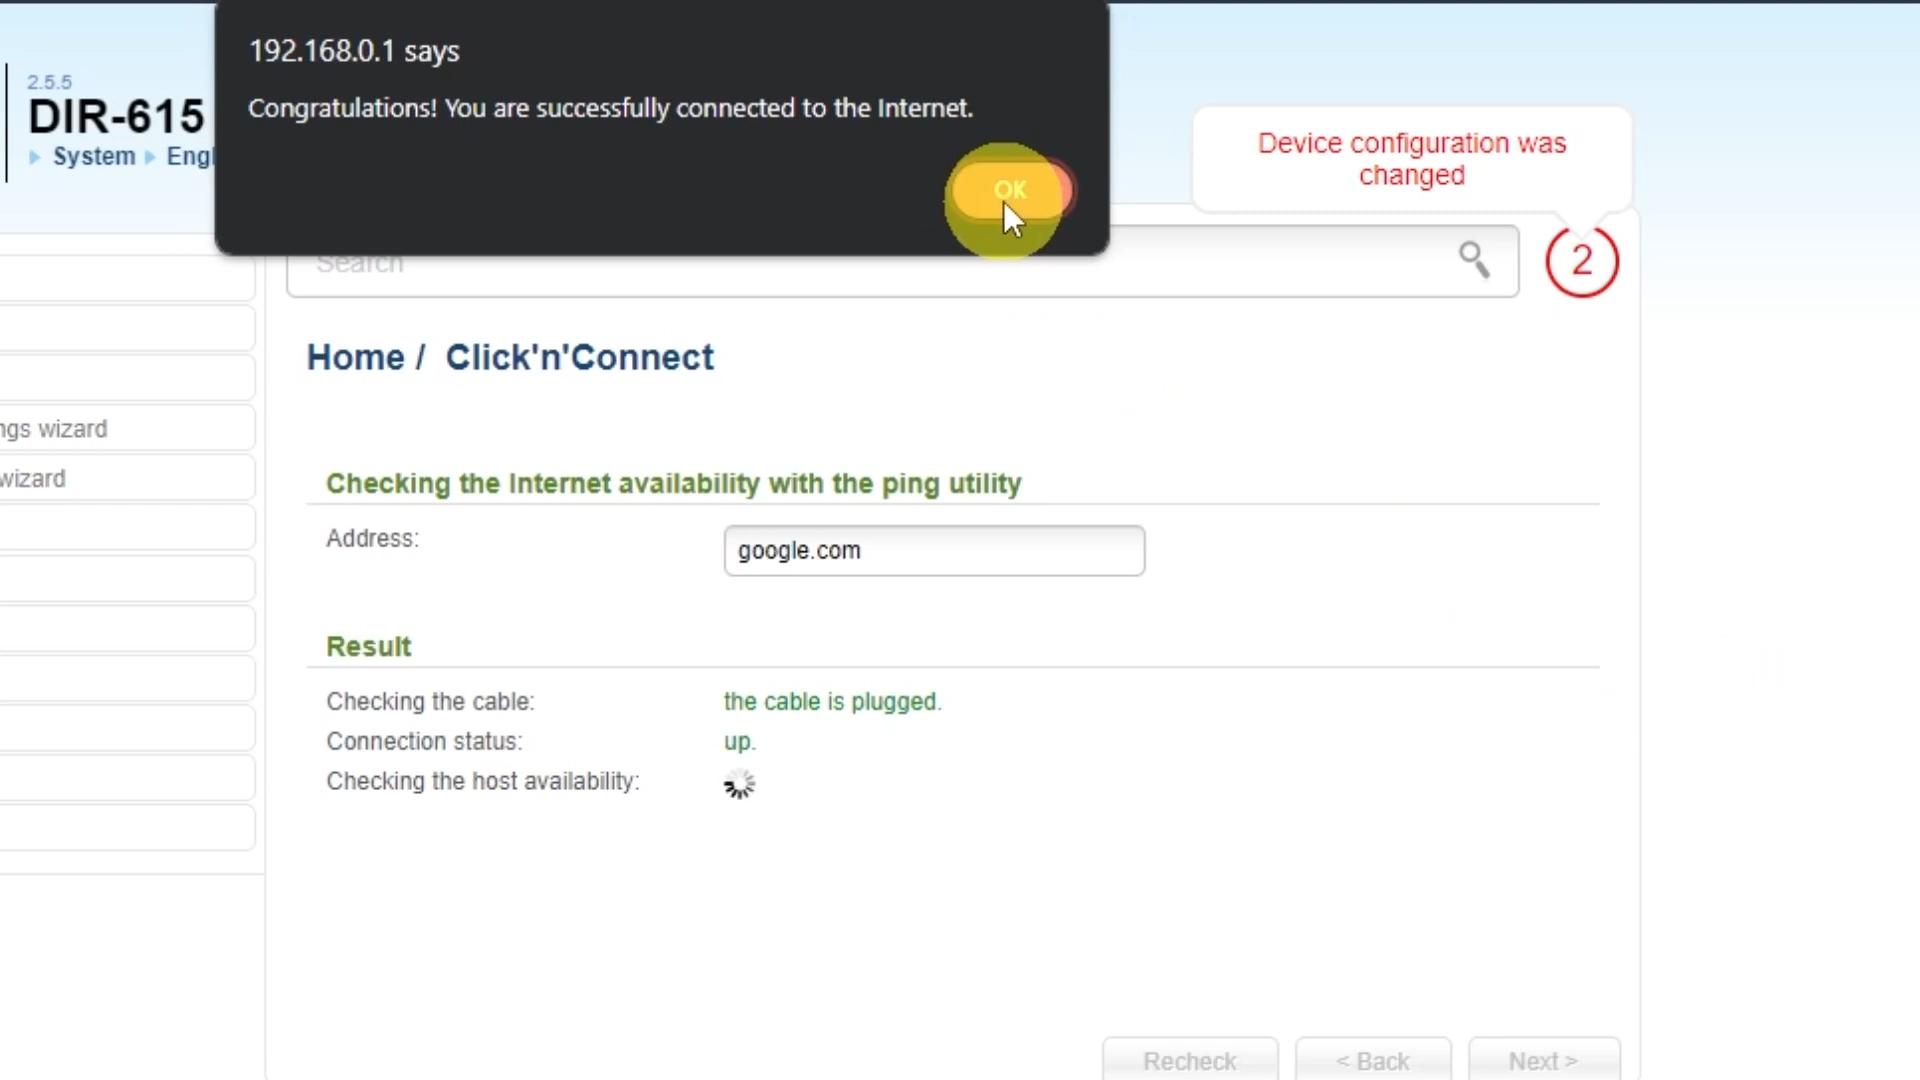 192.168.0.1 says
Congratulations! You are successfully connected to the Internet.
OK
2.5.5
DIR-615
System
Engl
Device configuration was
changed
Search
2
Home / Click'n'Connect
ngs wizard
wizard
Checking the Internet availability with the ping utility
Address:
google.com
Result
Checking the cable: the cable is plugged.
Connection status: up.
Checking the host availability:
Recheck
< Back
Next >